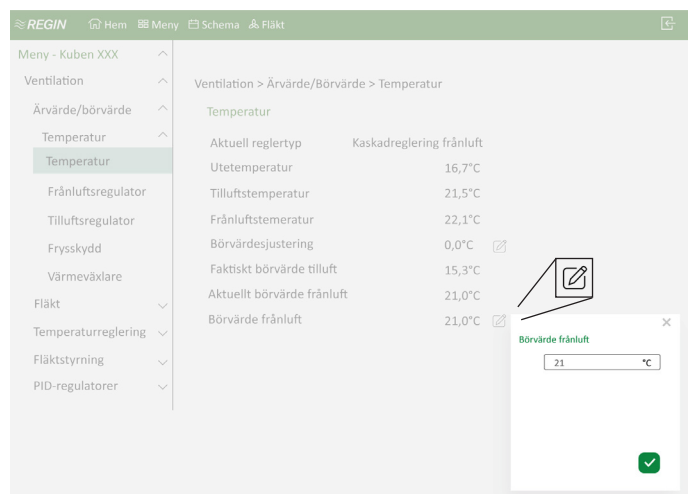 REGIN Hem Meny Schema Fläkt
Meny - Kuben XXX
Ventilation
Ärvärde/börvärde
Temperatur
Temperatur
Frånluftsregulator
Tilluftsregulator
Frysskydd
Värmeväxlare
Fläkt
Temperaturreglering
Fläktstyrning
PID-regulatorer
Ventilation > Ärvärde/Börvärde > Temperatur
Temperatur
Aktuell reglertyp Kaskadreglering frånluft
Utetemperatur 16,7°C
Tilluftstemperatur 21,5°C
Frånluftstemeratur 22,1°C
Börvärdesjustering 0,0°C
Faktiskt börvärde tilluft 15,3°C
Aktuellt börvärde frånluft 21,0°C
Börvärde frånluft 21,0°C
Börvärde frånluft
21 °C